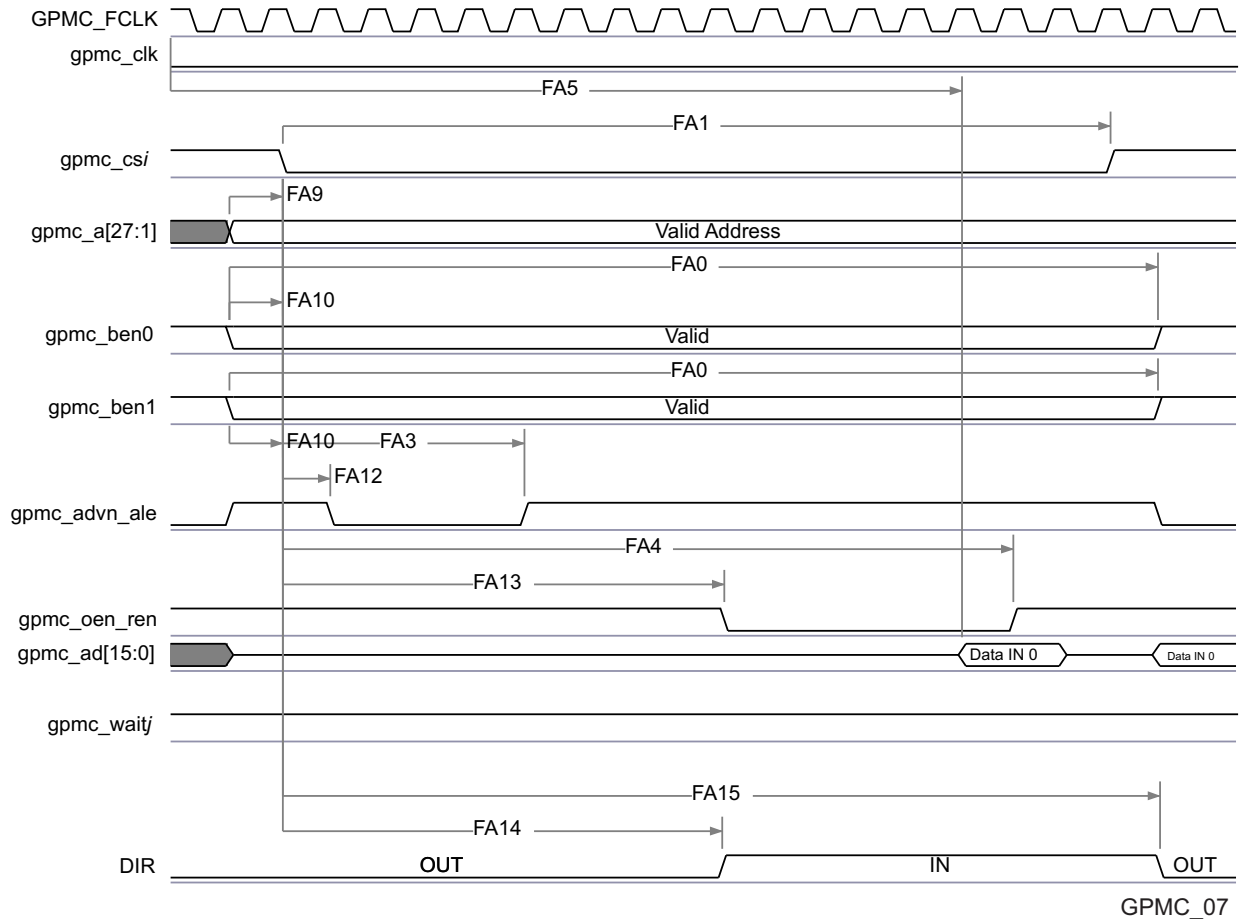 GPMC_FCLK
gpmc_clk
FA5
FA1
gpmc_csi
FA9
gpmc_a[27:1]
Valid Address
FA0
FA10
gpmc_ben0
Valid
FA0
gpmc_ben1
Valid
FA10
FA3
FA12
gpmc_advn_ale
FA4
FA13
gpmc_oen_ren
gpmc_ad[15:0]
Data IN 0
Data IN 0
gpmc_waitj
FA15
FA14
DIR
OUT
IN
OUT
GPMC_07